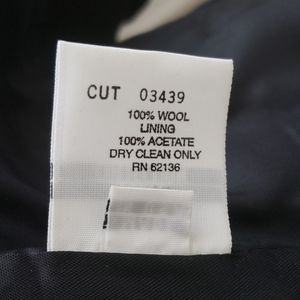 CUT 03439
100% WOOL
LINING
100% ACETATE
DRY CLEAN ONLY
RN 62136